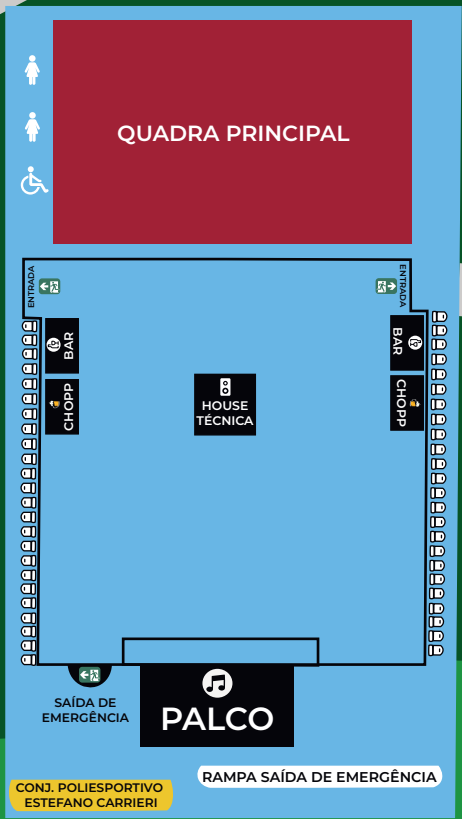 QUADRA PRINCIPAL
ENTRADA
ENTRADA
BAR
BAR
CHOPP
CHOPP
HOUSE
TÉCNICA
SAÍDA DE
EMERGÊNCIA
PALCO
RAMPA SAÍDA DE EMERGÊNCIA
CONJ. POLIESPORTIVO
ESTEFANO CARRIERI